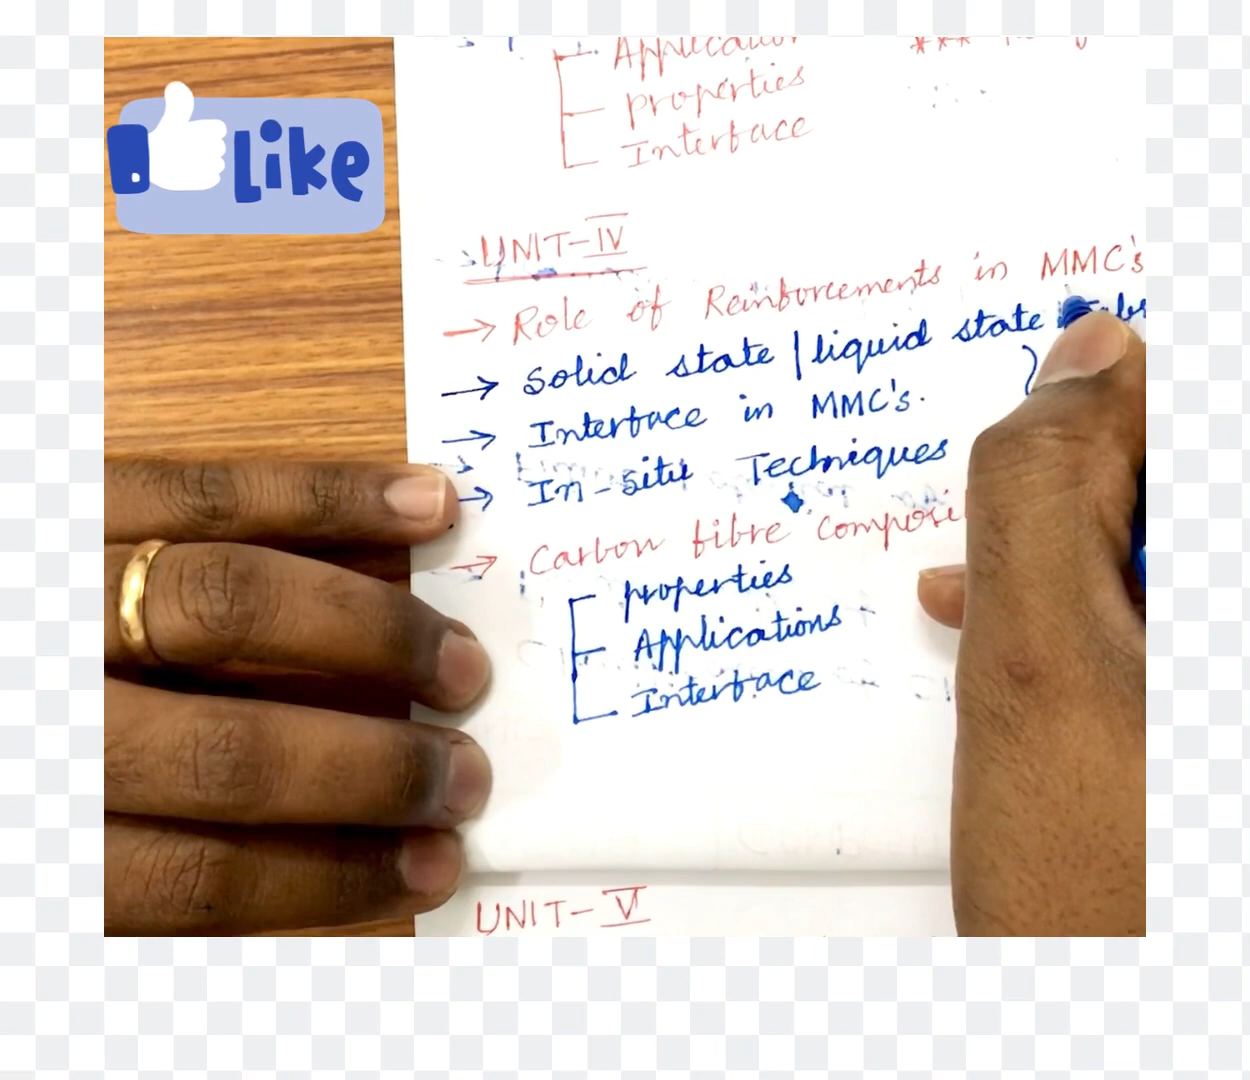 Like
Application
***
properties
Interface
UNIT-IV
→ Role of Reinforcements in MMC's
→ Solid state | liquid state
→ Interface in MMC's.
→ In-situ Techniques
→ Carbon fibre
properties
Applications
Interface
UNIT-V